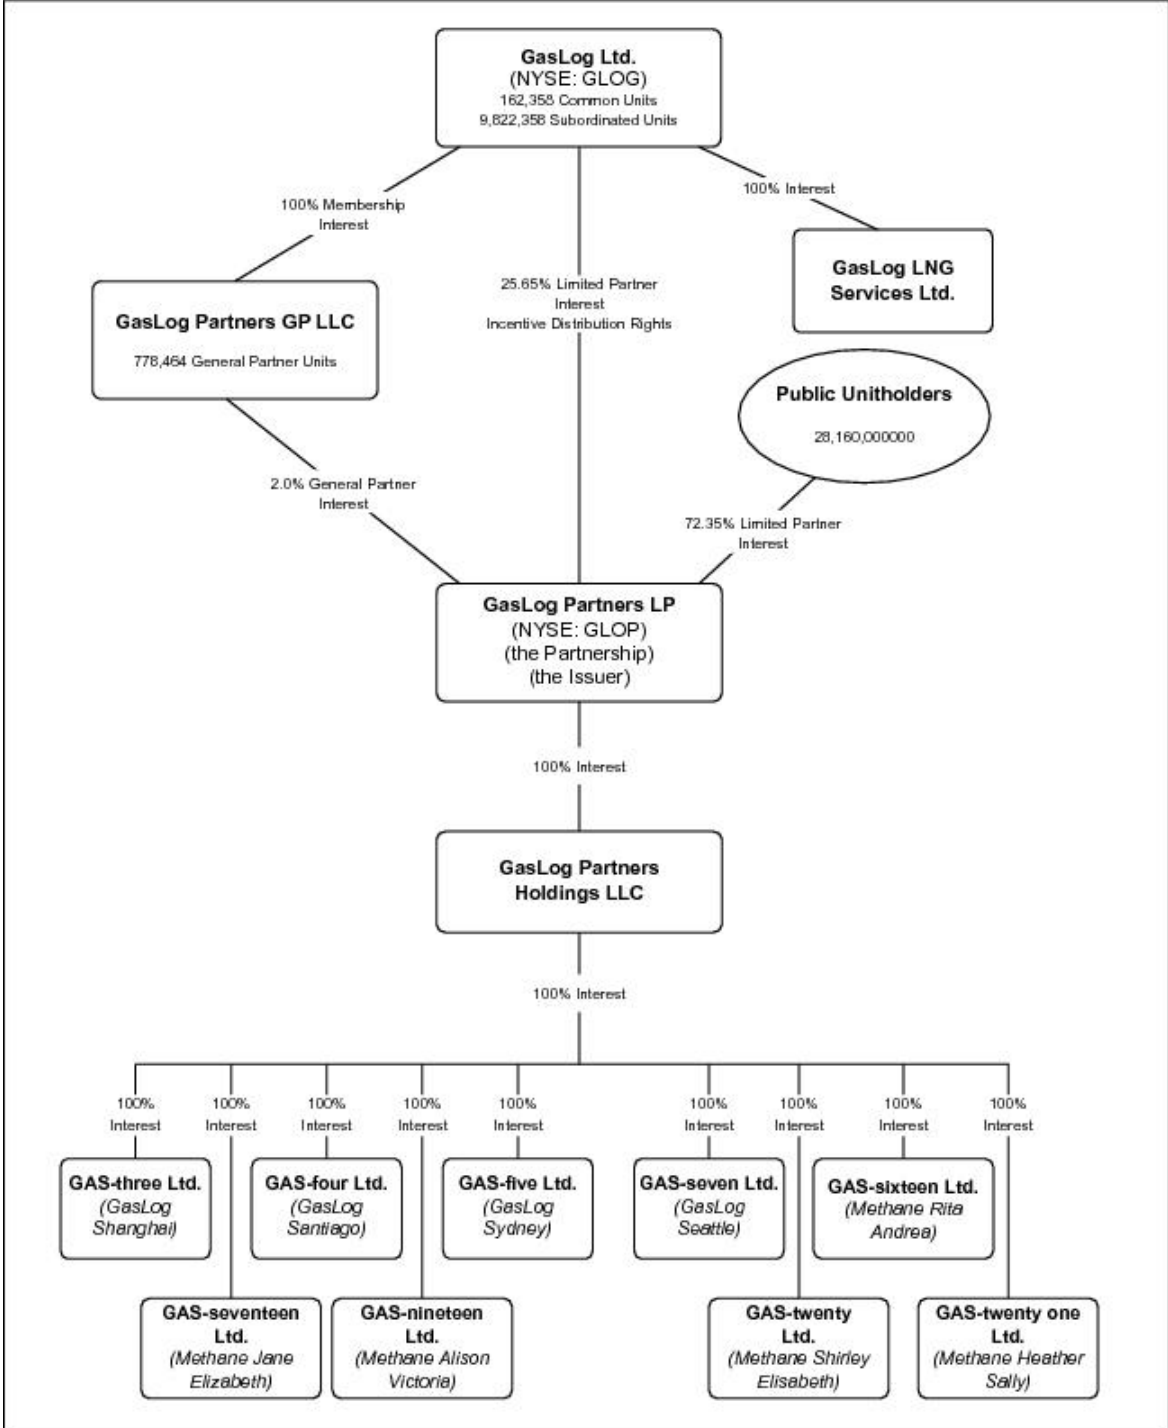 GasLog Ltd.
(NYSE: GLOG)
162,358 Common Units
9,822,358 Subordinated Units
100% Membership
Interest
100% Interest
GasLog LNG
Services Ltd.
25.65% Limited Partner
Interest
Incentive Distribution Rights
GasLog Partners GP LLC
778,464 General Partner Units
Public Unitholders
28,160,000000
2.0% General Partner
Interest
72.35% Limited Partner
Interest
GasLog Partners LP
(NYSE: GLOP)
(the Partnership)
(the Issuer)
100% Interest
GasLog Partners
Holdings LLC
100% Interest
100%
Interest
100%
Interest
100%
Interest
100%
Interest
100%
Interest
100%
Interest
100%
Interest
100%
Interest
100%
Interest
GAS-three Ltd.
(GasLog
Shanghai)
GAS-four Ltd.
(GasLog
Santiago)
GAS-five Ltd.
(GasLog
Sydney)
GAS-seven Ltd.
(GasLog
Seattle)
GAS-sixteen Ltd.
(Methane Rita
Andrea)
GAS-seventeen
Ltd.
(Methane Jane
Elizabeth)
GAS-nineteen
Ltd.
(Methane Alison
Victoria)
GAS-twenty
Ltd.
(Methane Shirley
Elisabeth)
GAS-twenty one
Ltd.
(Methane Heather
Sally)